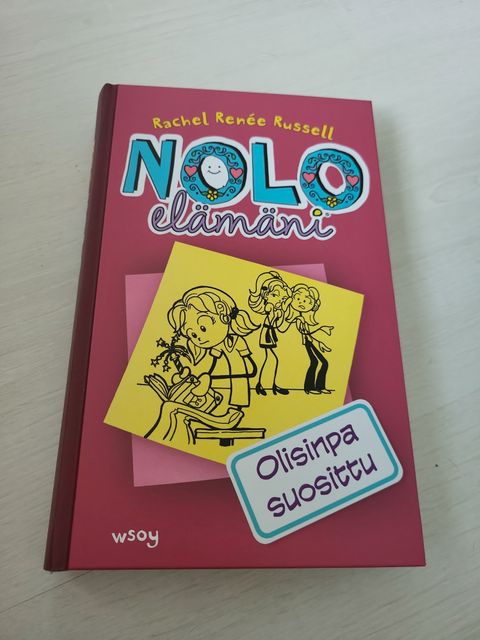 Rachel Renée Russell
NOLO
elämäni
Olisinpa
suosittu
wsoy